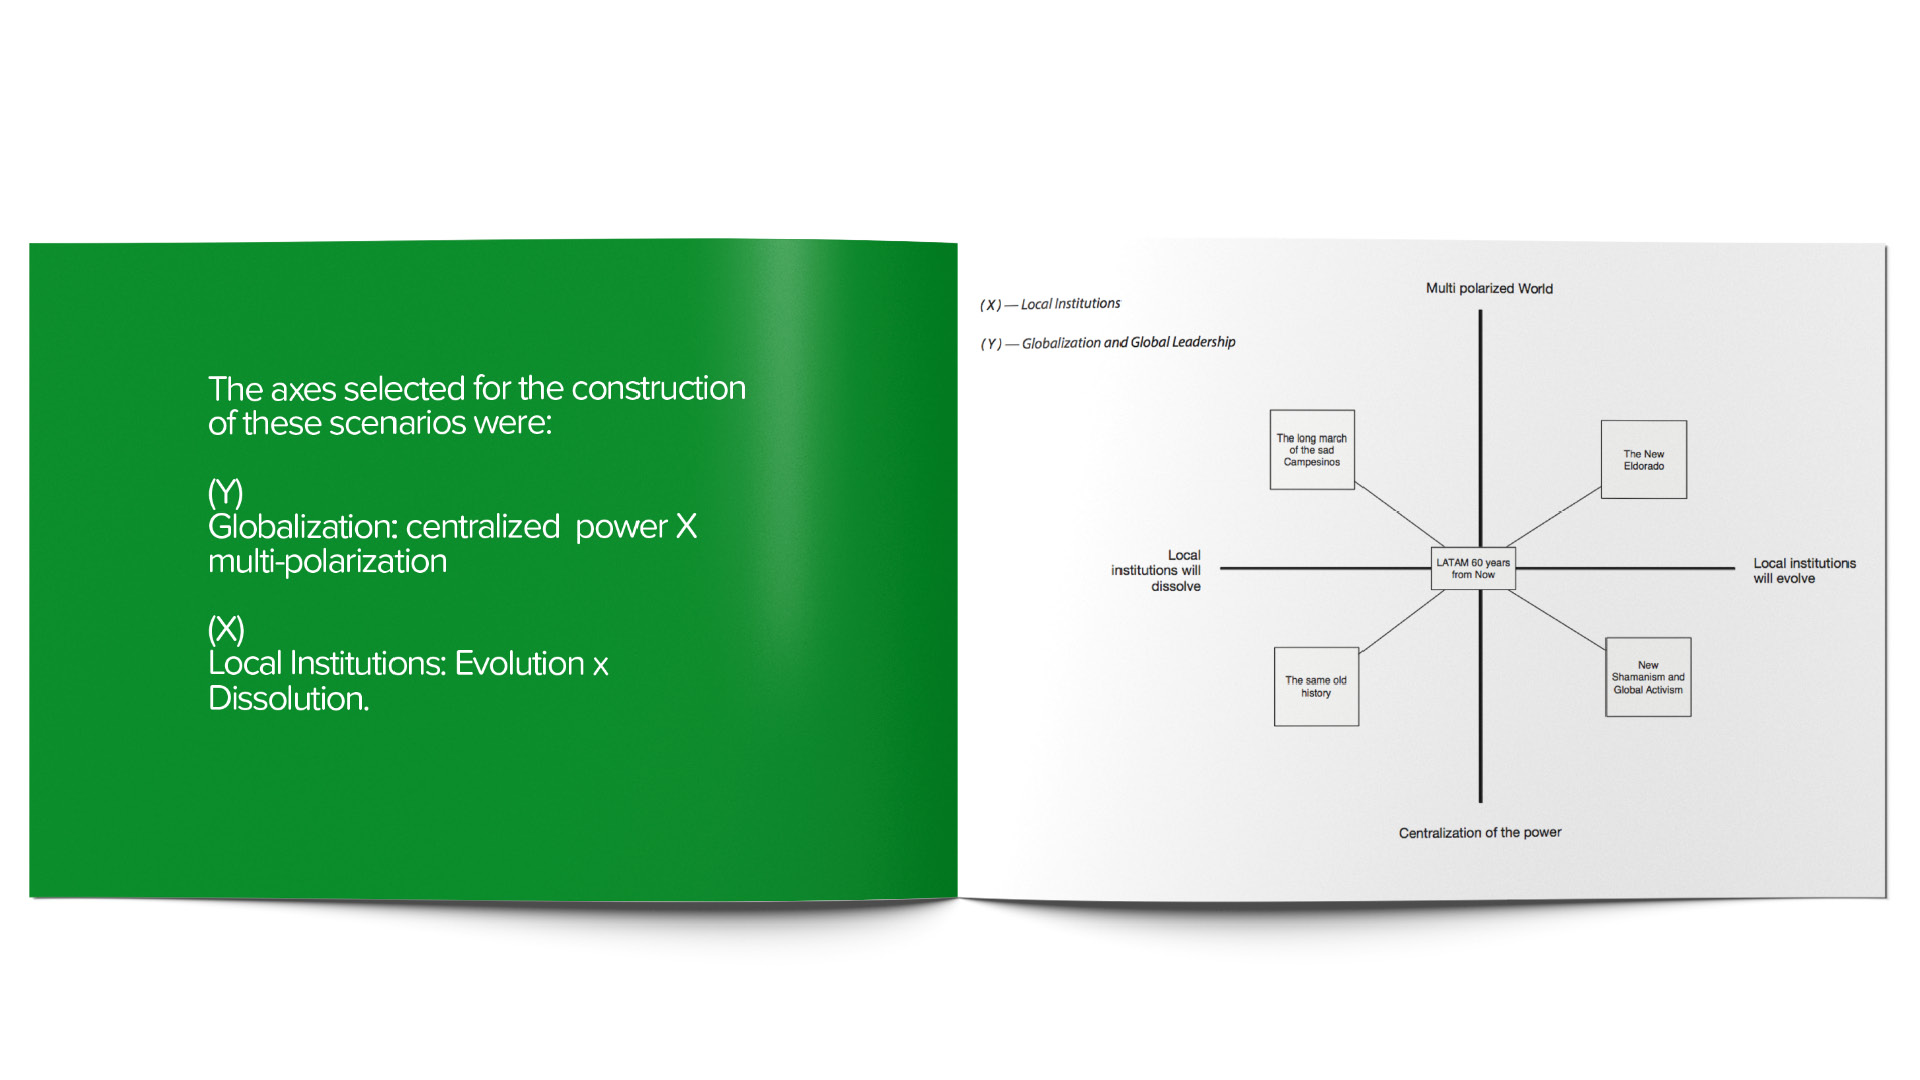 The axes selected for the construction
of these scenarios were:
(Y)
Globalization: centralized power X
multi-polarization
(X)
Local Institutions: Evolution x
Dissolution.
(X) — Local Institutions
(Y) — Globalization and Global Leadership
Multi polarized World
The long march
of the sad
Campesinos
The New
Eldorado
Local
institutions will
dissolve
LATAM 60 years
from Now
Local institutions
will evolve
The same old
history
New
Shamanism and
Global Activism
Centralization of the power